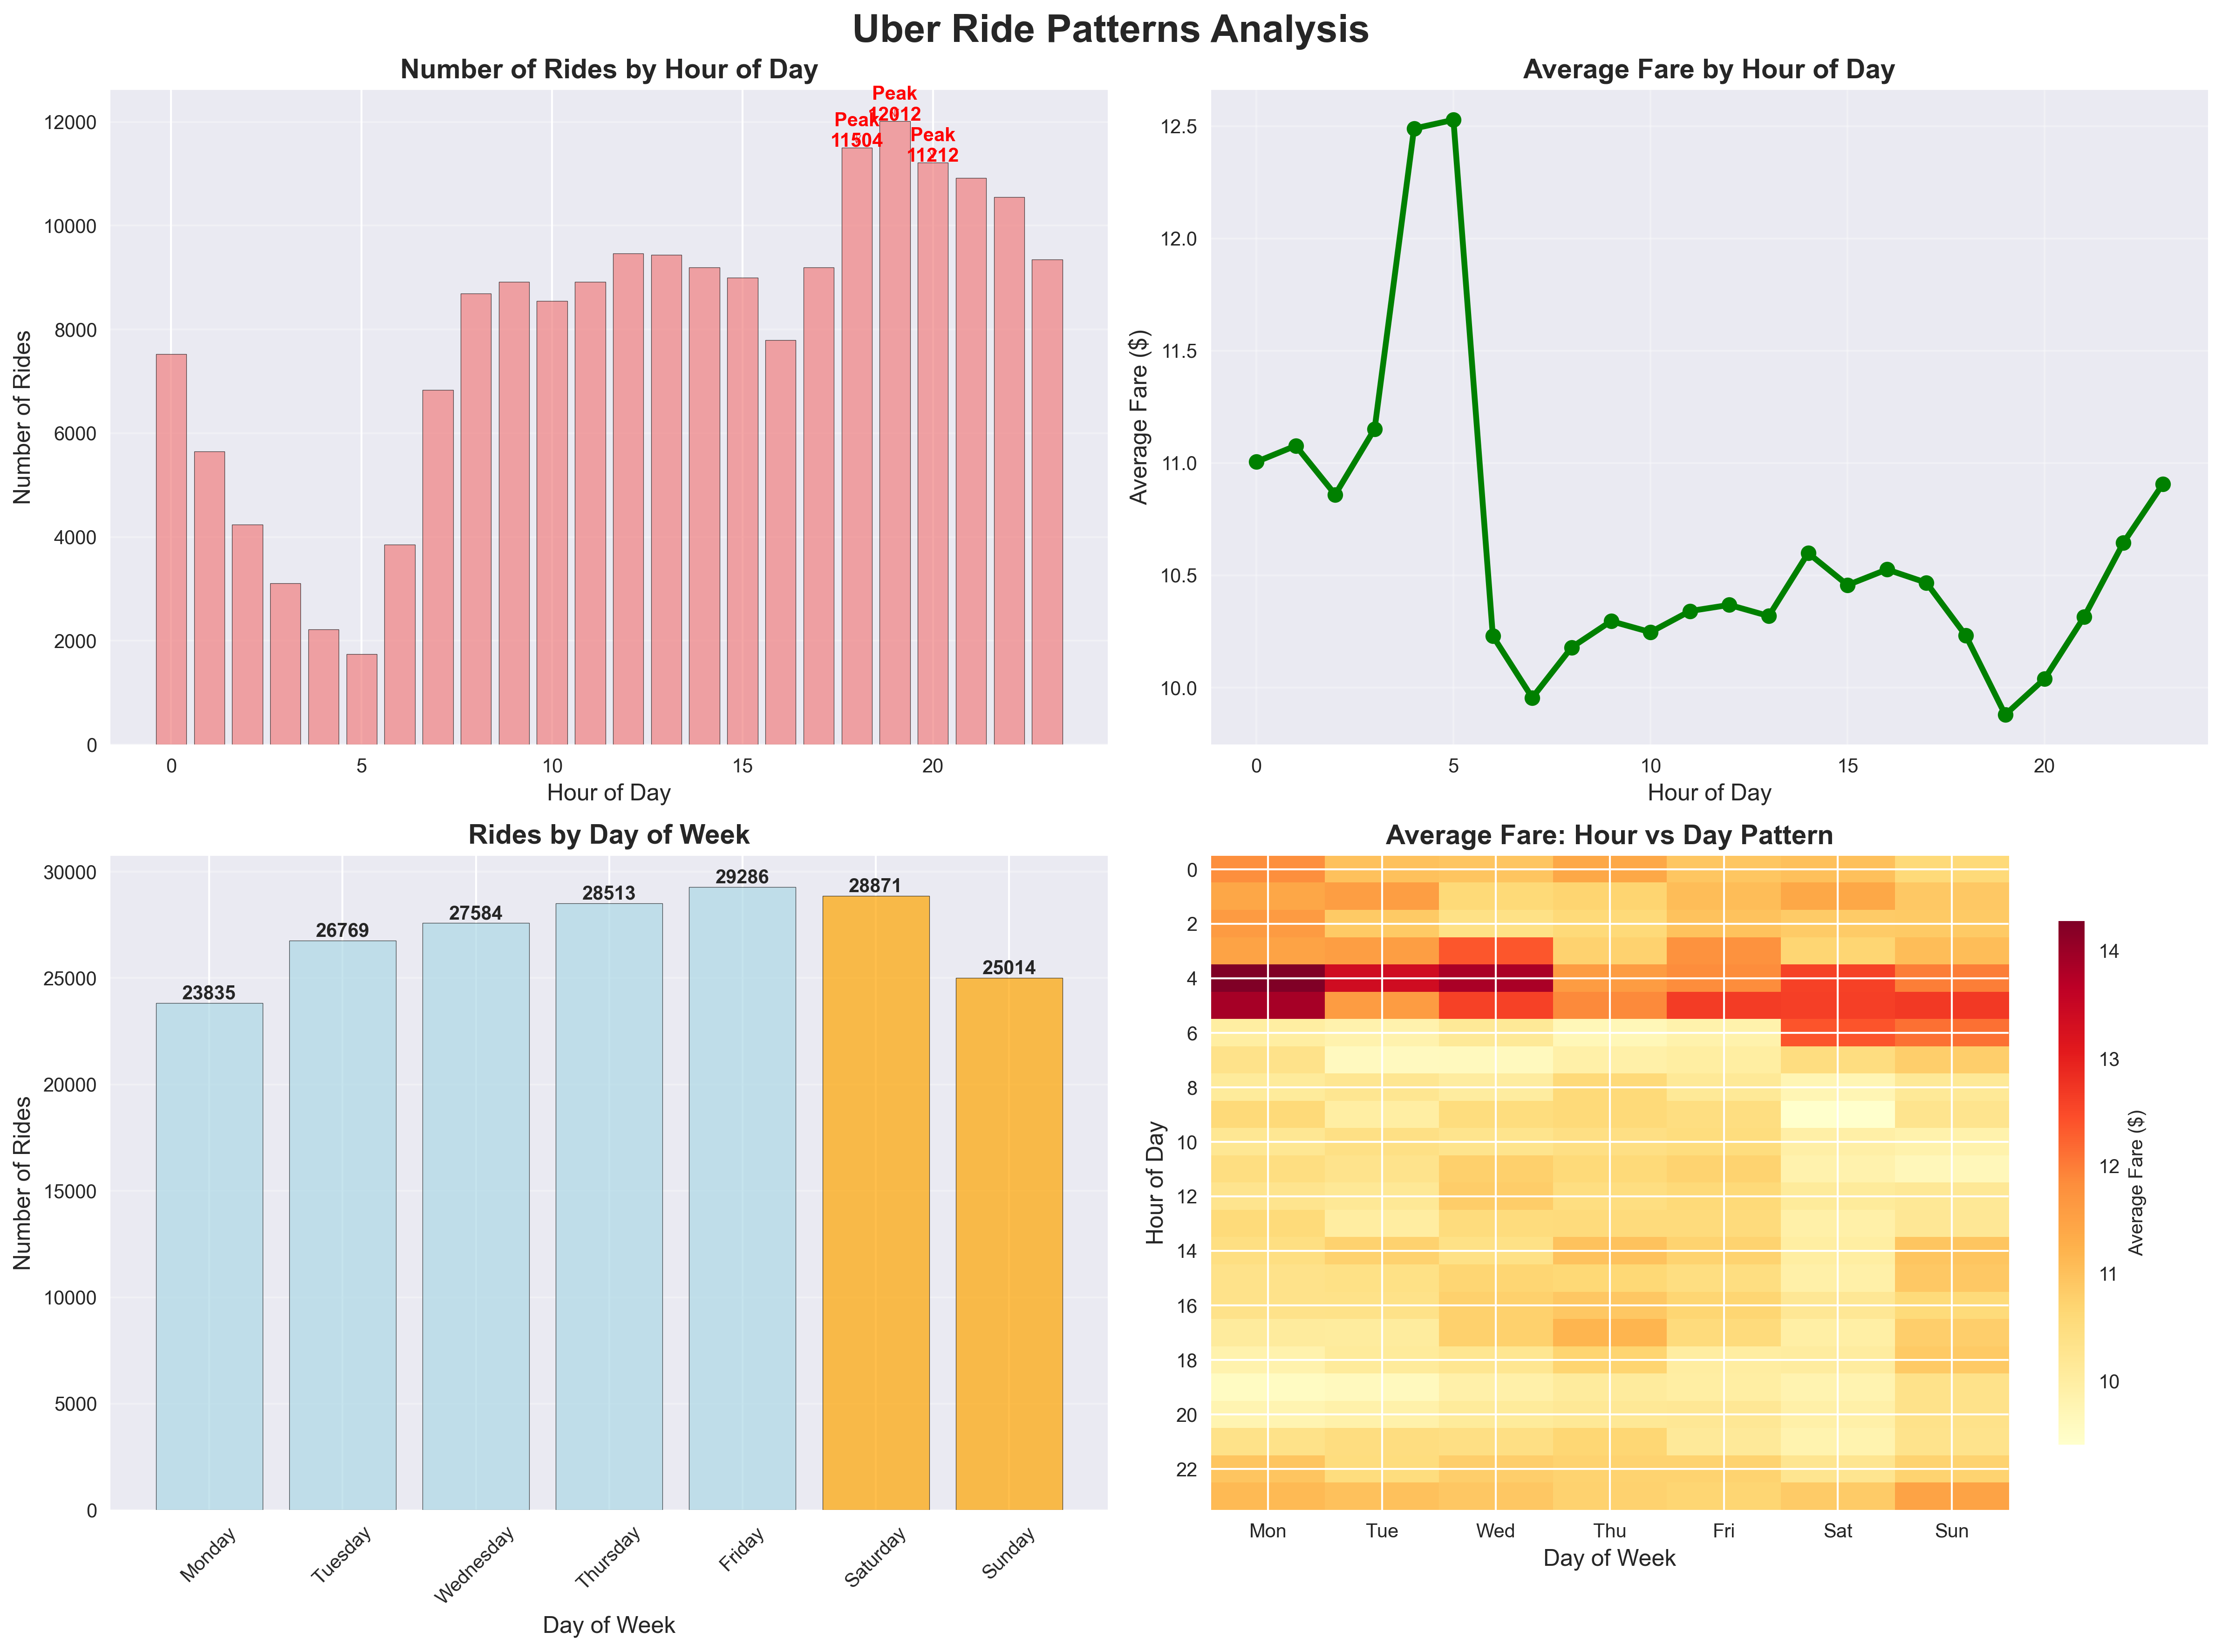 Uber Ride Patterns Analysis
Number of Rides by Hour of Day
Number of Rides
12000
10000
8000
6000
4000
2000
0
Peak
11504
Peak
12012
Peak
11212
0 5 10 15 20
Hour of Day
Average Fare by Hour of Day
Average Fare ($)
12.5
12.0
11.5
11.0
10.5
10.0
0 5 10 15 20
Hour of Day
Rides by Day of Week
Number of Rides
30000
25000
20000
15000
10000
5000
0
23835
26769
27584
28513
29286
28871
25014
Monday
Tuesday
Wednesday
Thursday
Friday
Saturday
Sunday
Day of Week
Average Fare: Hour vs Day Pattern
Hour of Day
0
2
4
6
8
10
12
14
16
18
20
22
Mon Tue Wed Thu Fri Sat Sun
Day of Week
14
13
12
11
10
Average Fare ($)